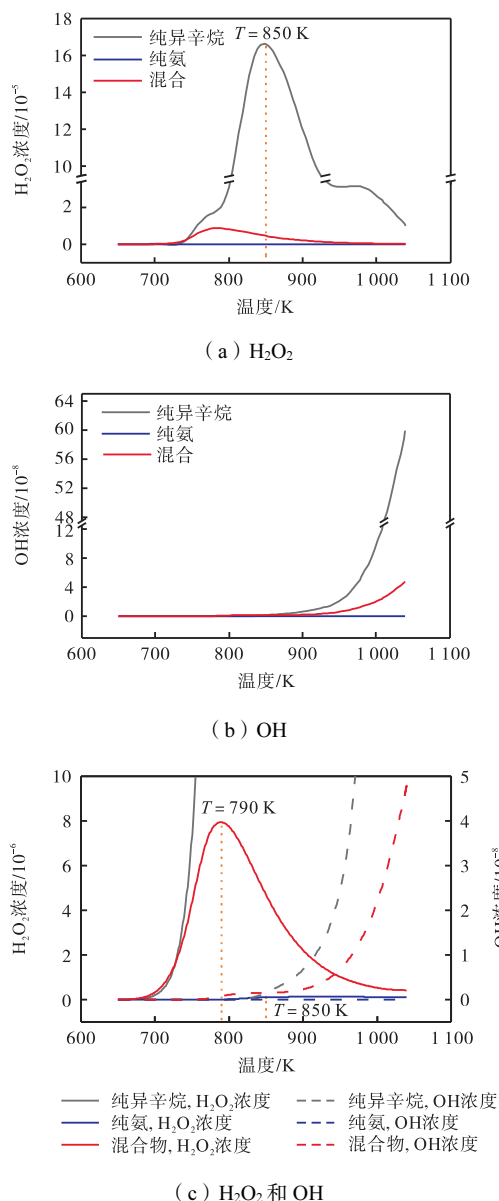 18
16
14
12
10
2
0
H₂O₂浓度/10⁻⁵
纯异辛烷
纯氨
混合
T = 850 K
600 700 800 900 1 000 1 100
温度/K
(a) H₂O₂
64
60
56
52
48
12
8
4
0
OH浓度/10⁻⁸
纯异辛烷
纯氨
混合
600 700 800 900 1 000 1 100
温度/K
(b) OH
10
8
6
4
2
0
H₂O₂浓度/10⁻⁶
T = 790 K
T = 850 K
5
4
3
2
1
0
OH浓度/10⁻⁸
600 700 800 900 1 000 1 100
温度/K
纯异辛烷, H₂O₂浓度 纯异辛烷, OH浓度
纯氨, H₂O₂浓度 纯氨, OH浓度
混合物, H₂O₂浓度 混合物, OH浓度
(c) H₂O₂ 和 OH